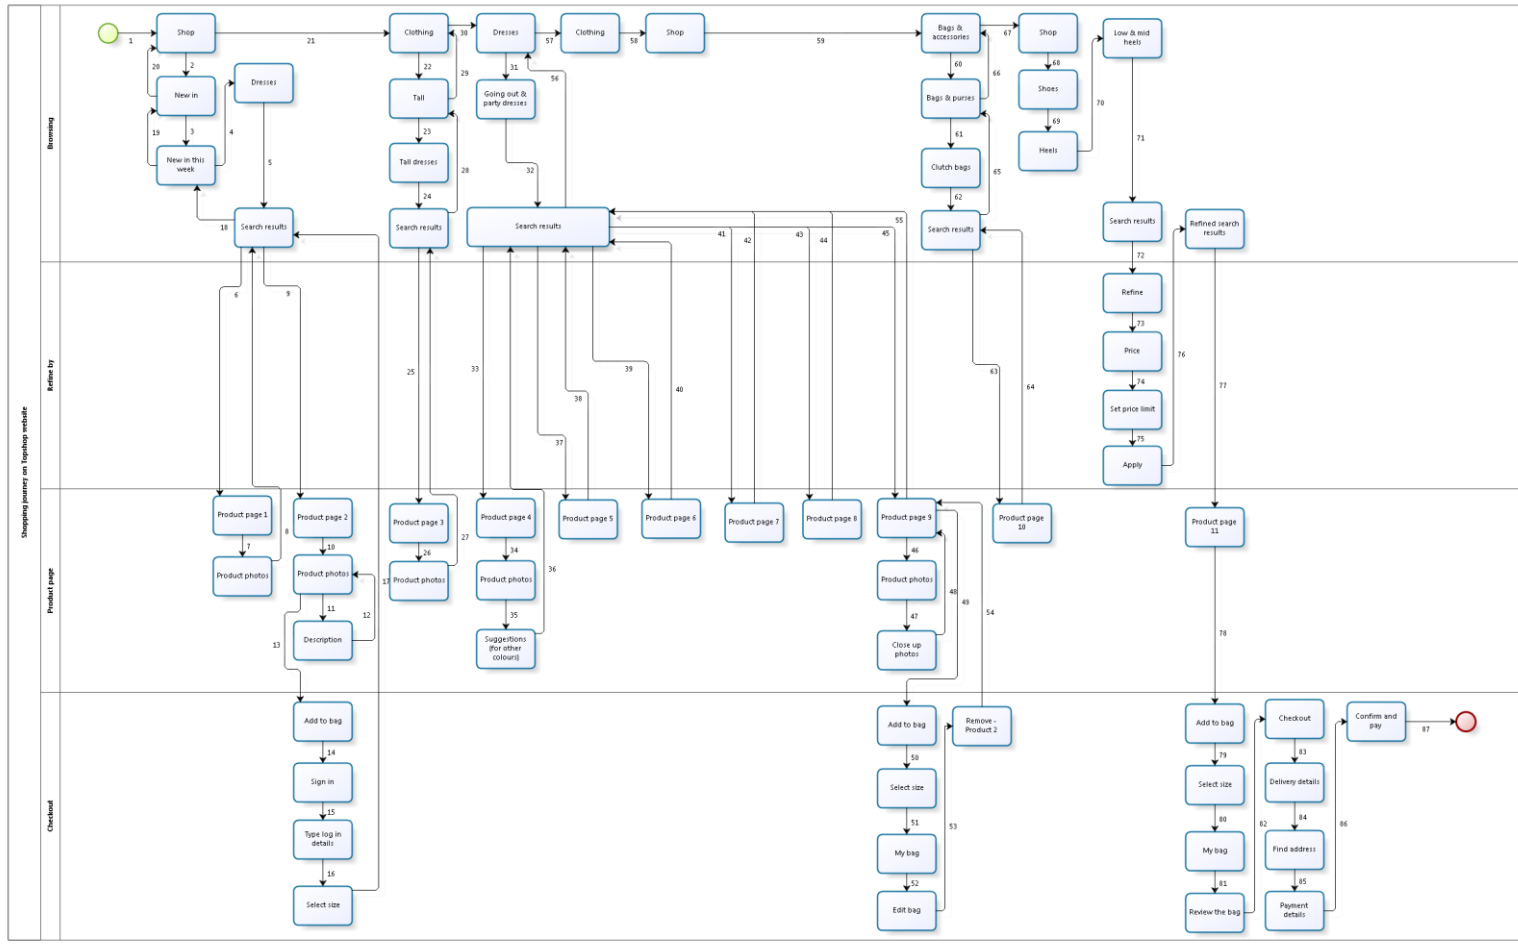 Shopping journey on Topshop website
Browsing
Shop
Clothing
Dresses
Clothing
Shop
Bags &
accessories
Shop
Low & mid
heels
1
21
30
57
58
59
67
20
2
New in
Dresses
22
29
Tall
31
56
Going out &
party dresses
60
66
Bags & purses
68
Shoes
70
19
3
4
New in this
week
5
23
28
Tall dresses
24
Search results
32
61
65
Clutch bags
62
Search results
69
Heels
71
18
Search results
Search results
41
42
43
44
45
55
Search results
Refined search
results
Refine by
6
9
25
33
37
38
39
40
63
64
72
Refine
73
Price
74
Set price limit
75
Apply
76
77
Product page
Product page 1
Product page 2
Product page 3
Product page 4
Product page 5
Product page 6
Product page 7
Product page 8
Product page 9
Product page
10
Product page
11
7
8
10
26
27
34
36
46
Product photos
Product photos
17
Product photos
Product photos
Product photos
11
12
Description
13
35
Suggestions
(for other
colours)
47
48
49
54
Close up
photos
78
Checkout
Add to bag
14
Sign in
15
Type log in
details
16
Select size
Add to bag
50
Select size
51
My bag
52
Edit bag
53
Remove -
Product 2
Add to bag
79
Select size
80
My bag
81
Review the bag
82
Checkout
83
Delivery details
84
Find address
85
Payment
details
86
Confirm and
pay
87